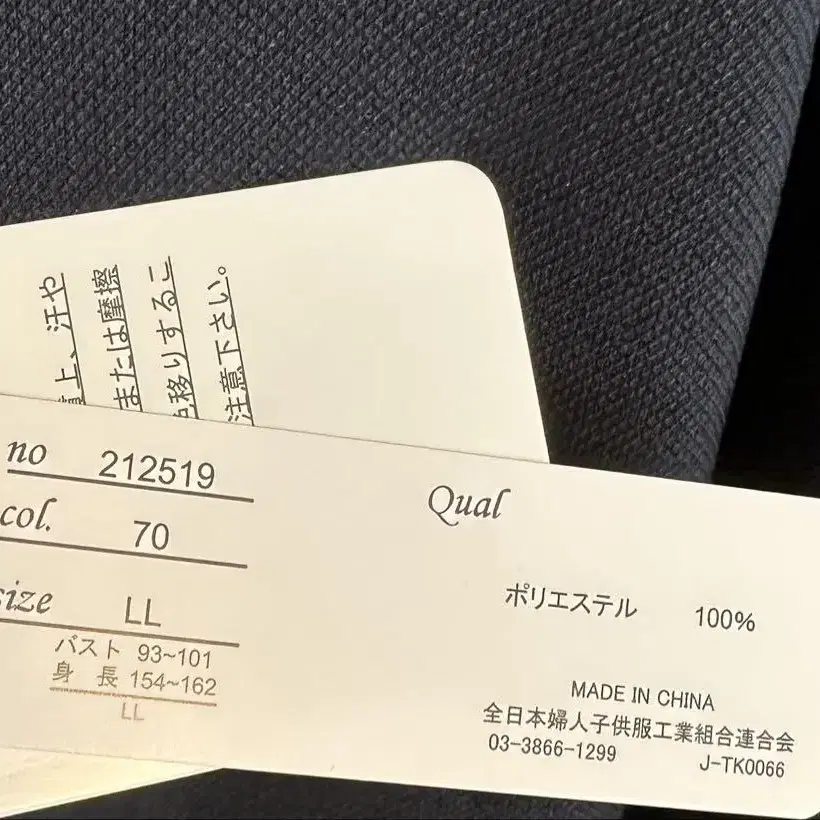 上、汗や
または摩擦
色移りするこ
注意下さい。
no 212519
col. 70
size LL
バスト 93~101
身 長 154~162
LL
Qual
ポリエステル 100%
MADE IN CHINA
全日本婦人子供服工業組合連合会
03-3866-1299 J-TK0066